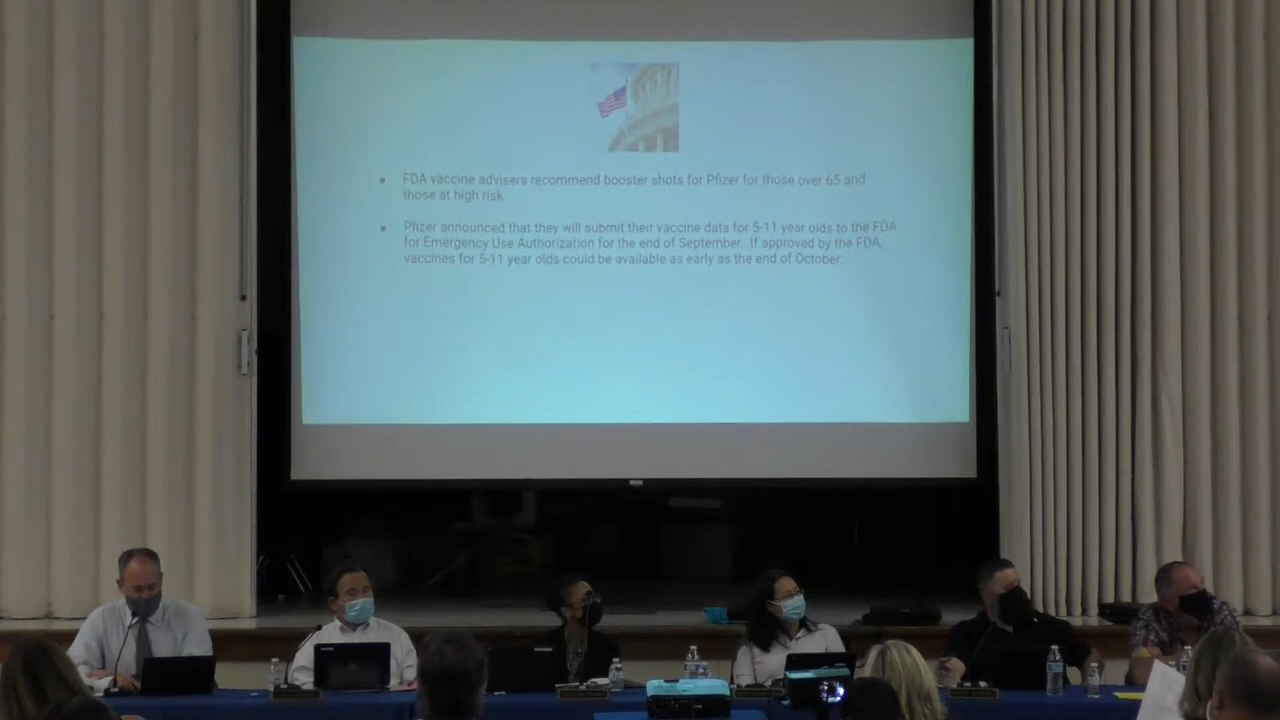 FDA vaccine advisers recommend booster shots for Pfizer for those over 65 and
those at high risk
Pfizer announced that they will submit their vaccine data for 5-11 year olds to the FDA
for Emergency Use Authorization for the end of September. If approved by the FDA,
vaccines for 5-11 year olds could be available as early as the end of October.